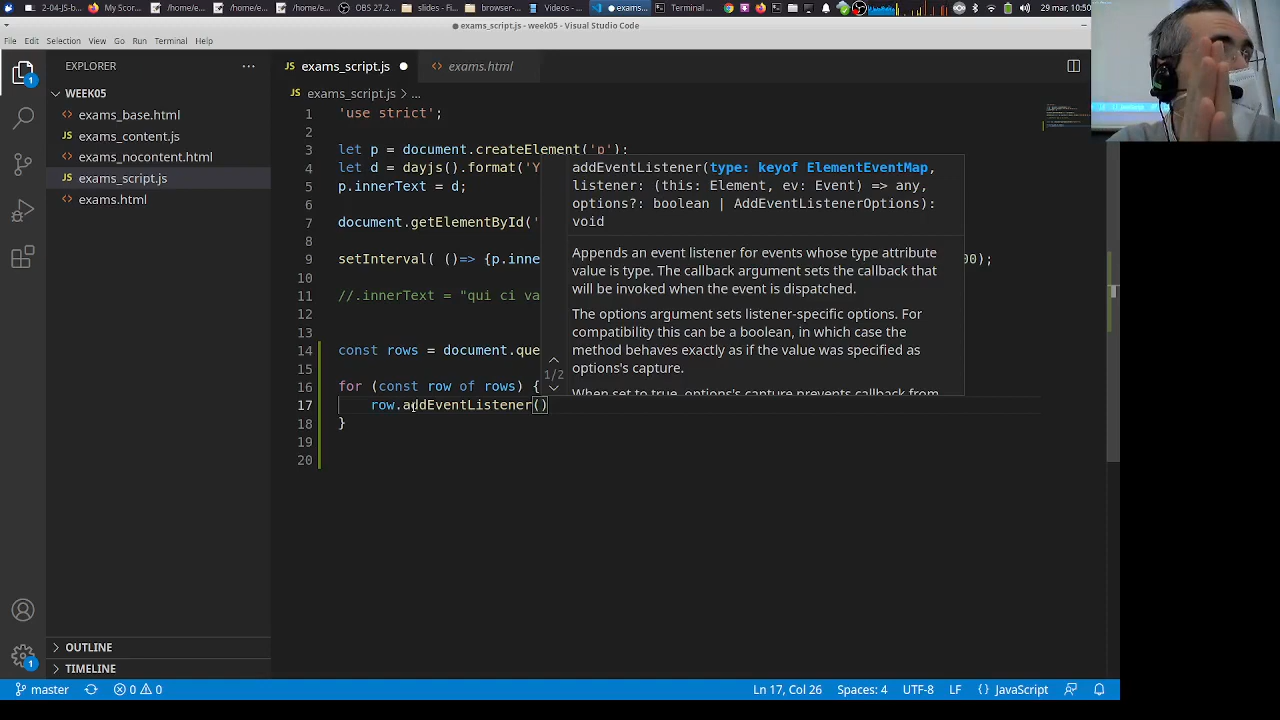 2-04-JS-b...
My Scor...
/home/e...
/home/e...
/home/e...
OBS 27.2...
slides - Fi...
browser-...
Videos - ...
exams...
Terminal ...
29 mar, 10:50
exams_script.js - week05 - Visual Studio Code
File Edit Selection View Go Run Terminal Help
EXPLORER
WEEK05
exams_base.html
exams_content.js
exams_nocontent.html
exams_script.js
exams.html
OUTLINE
TIMELINE
exams_script.js
exams.html
exams_script.js > ...
1 'use strict';
2
3 let p = document.createElement('p');
4 let d = dayjs().format('Y
5 p.innerText = d;
6
7 document.getElementById('
8
9 setInterval( ()=> {p.inne 00);
10
11 //.innerText = "qui ci va
12
13
14 const rows = document.que
15
16 for (const row of rows) {
17 row.addEventListener()
18 }
19
20
addEventListener(type: keyof ElementEventMap,
listener: (this: Element, ev: Event) => any,
options?: boolean | AddEventListenerOptions):
void
Appends an event listener for events whose type attribute
value is type. The callback argument sets the callback that
will be invoked when the event is dispatched.
The options argument sets listener-specific options. For
compatibility this can be a boolean, in which case the
method behaves exactly as if the value was specified as
options's capture.
When set to true, options's capture prevents callback from
1/2
master
0 0
Ln 17, Col 26
Spaces: 4
UTF-8
LF
JavaScript